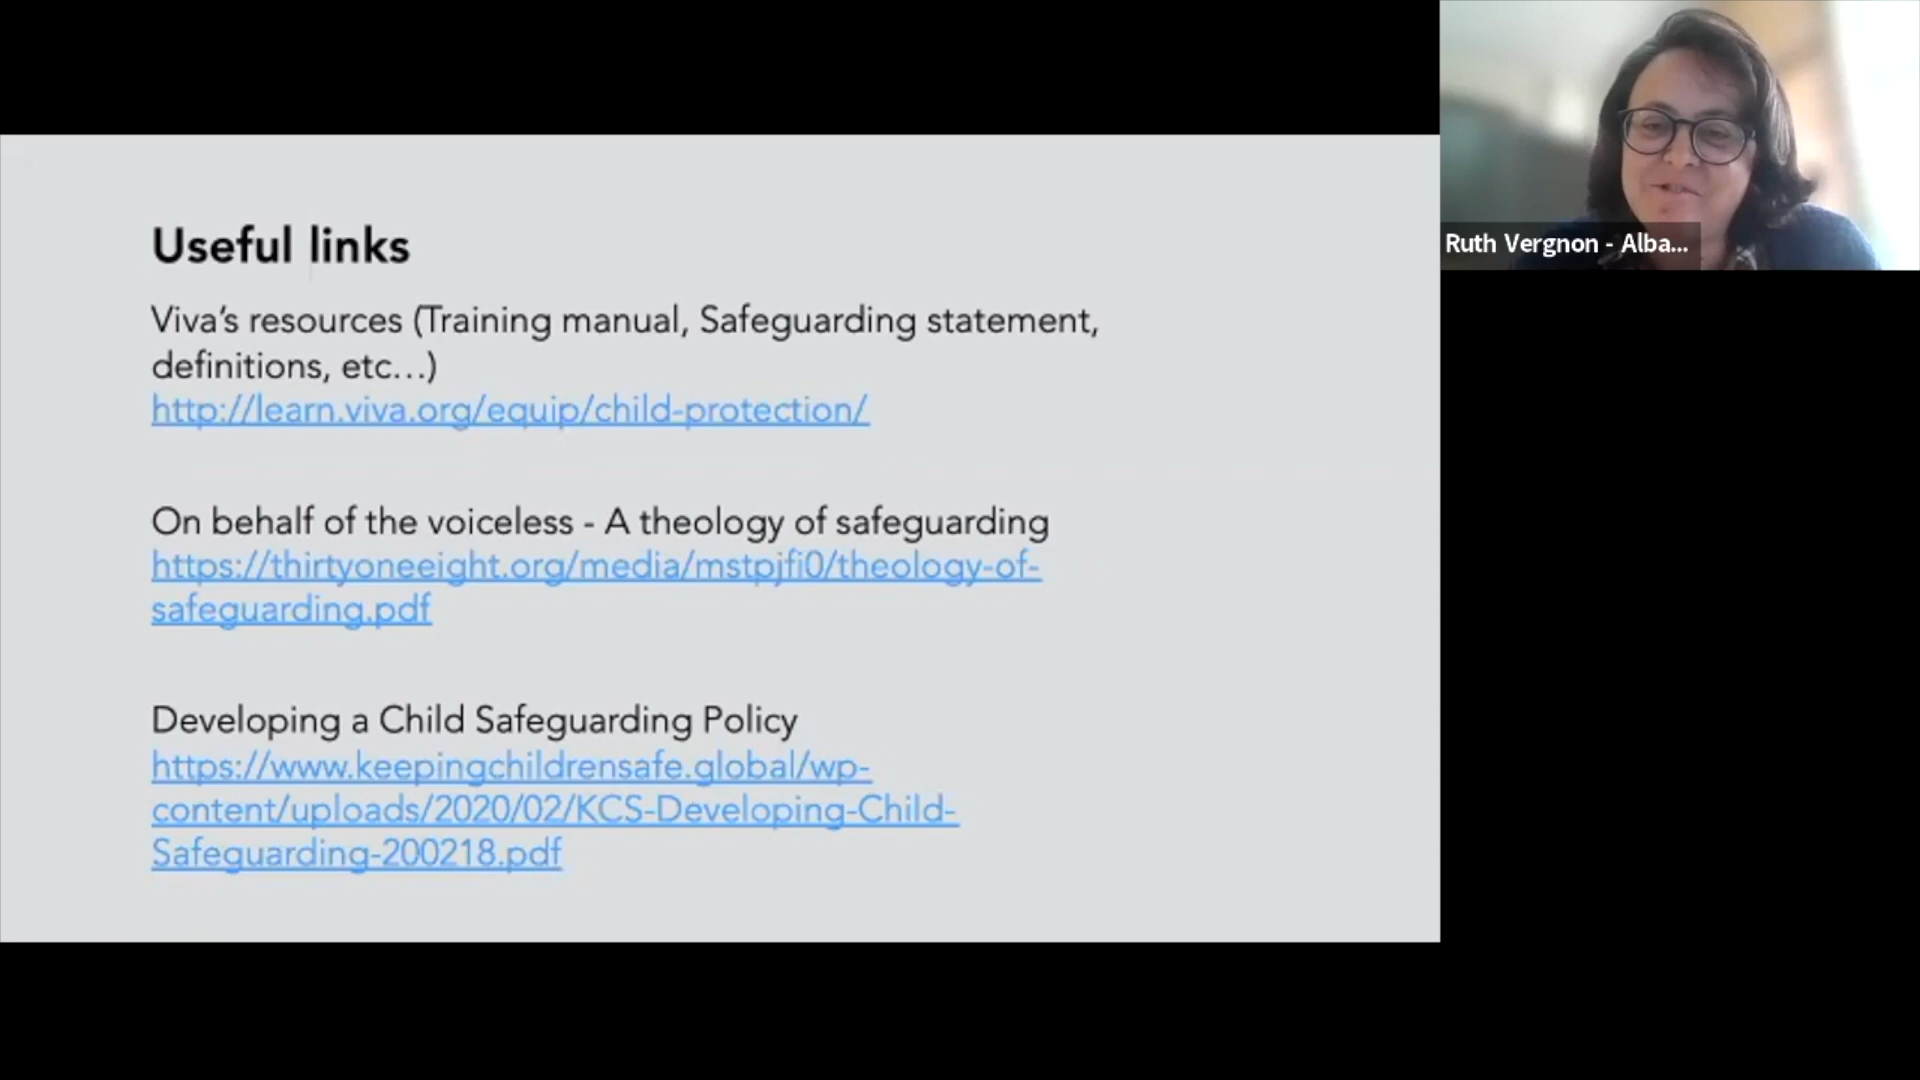 Useful links
Viva’s resources (Training manual, Safeguarding statement,
definitions, etc…)
http://learn.viva.org/equip/child-protection/
On behalf of the voiceless - A theology of safeguarding
https://thirtyoneeight.org/media/mstpjfi0/theology-of-
safeguarding.pdf
Developing a Child Safeguarding Policy
https://www.keepingchildrensafe.global/wp-
content/uploads/2020/02/KCS-Developing-Child-
Safeguarding-200218.pdf
Ruth Vergnon - Alba...